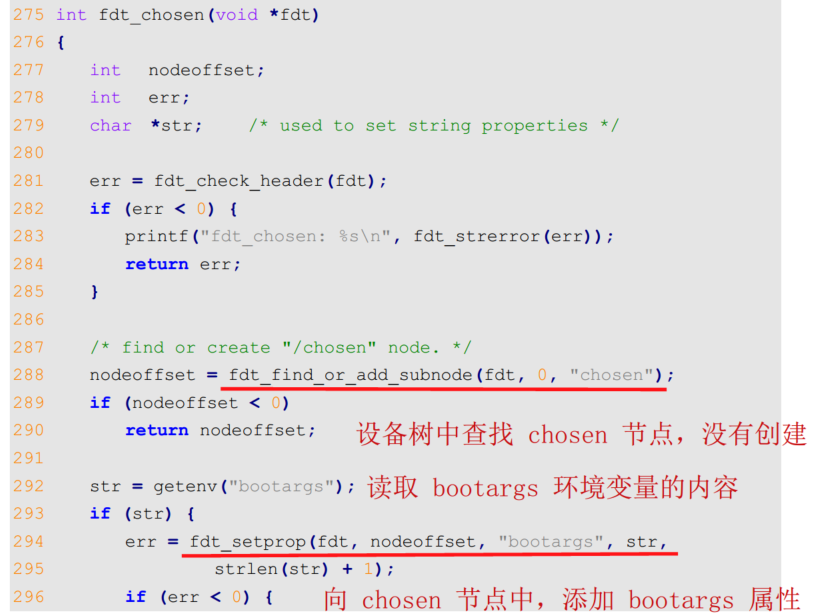 275 int fdt_chosen(void *fdt)
276 {
277 int nodeoffset;
278 int err;
279 char *str; /* used to set string properties */
280
281 err = fdt_check_header(fdt);
282 if (err < 0) {
283 printf("fdt_chosen: %s\n", fdt_strerror(err));
284 return err;
285 }
286
287 /* find or create "/chosen" node. */
288 nodeoffset = fdt_find_or_add_subnode(fdt, 0, "chosen");
289 if (nodeoffset < 0)
290 return nodeoffset; 设备树中查找 chosen 节点，没有创建
291
292 str = getenv("bootargs"); 读取 bootargs 环境变量的内容
293 if (str) {
294 err = fdt_setprop(fdt, nodeoffset, "bootargs", str,
295 strlen(str) + 1);
296 if (err < 0) { 向 chosen 节点中，添加 bootargs 属性